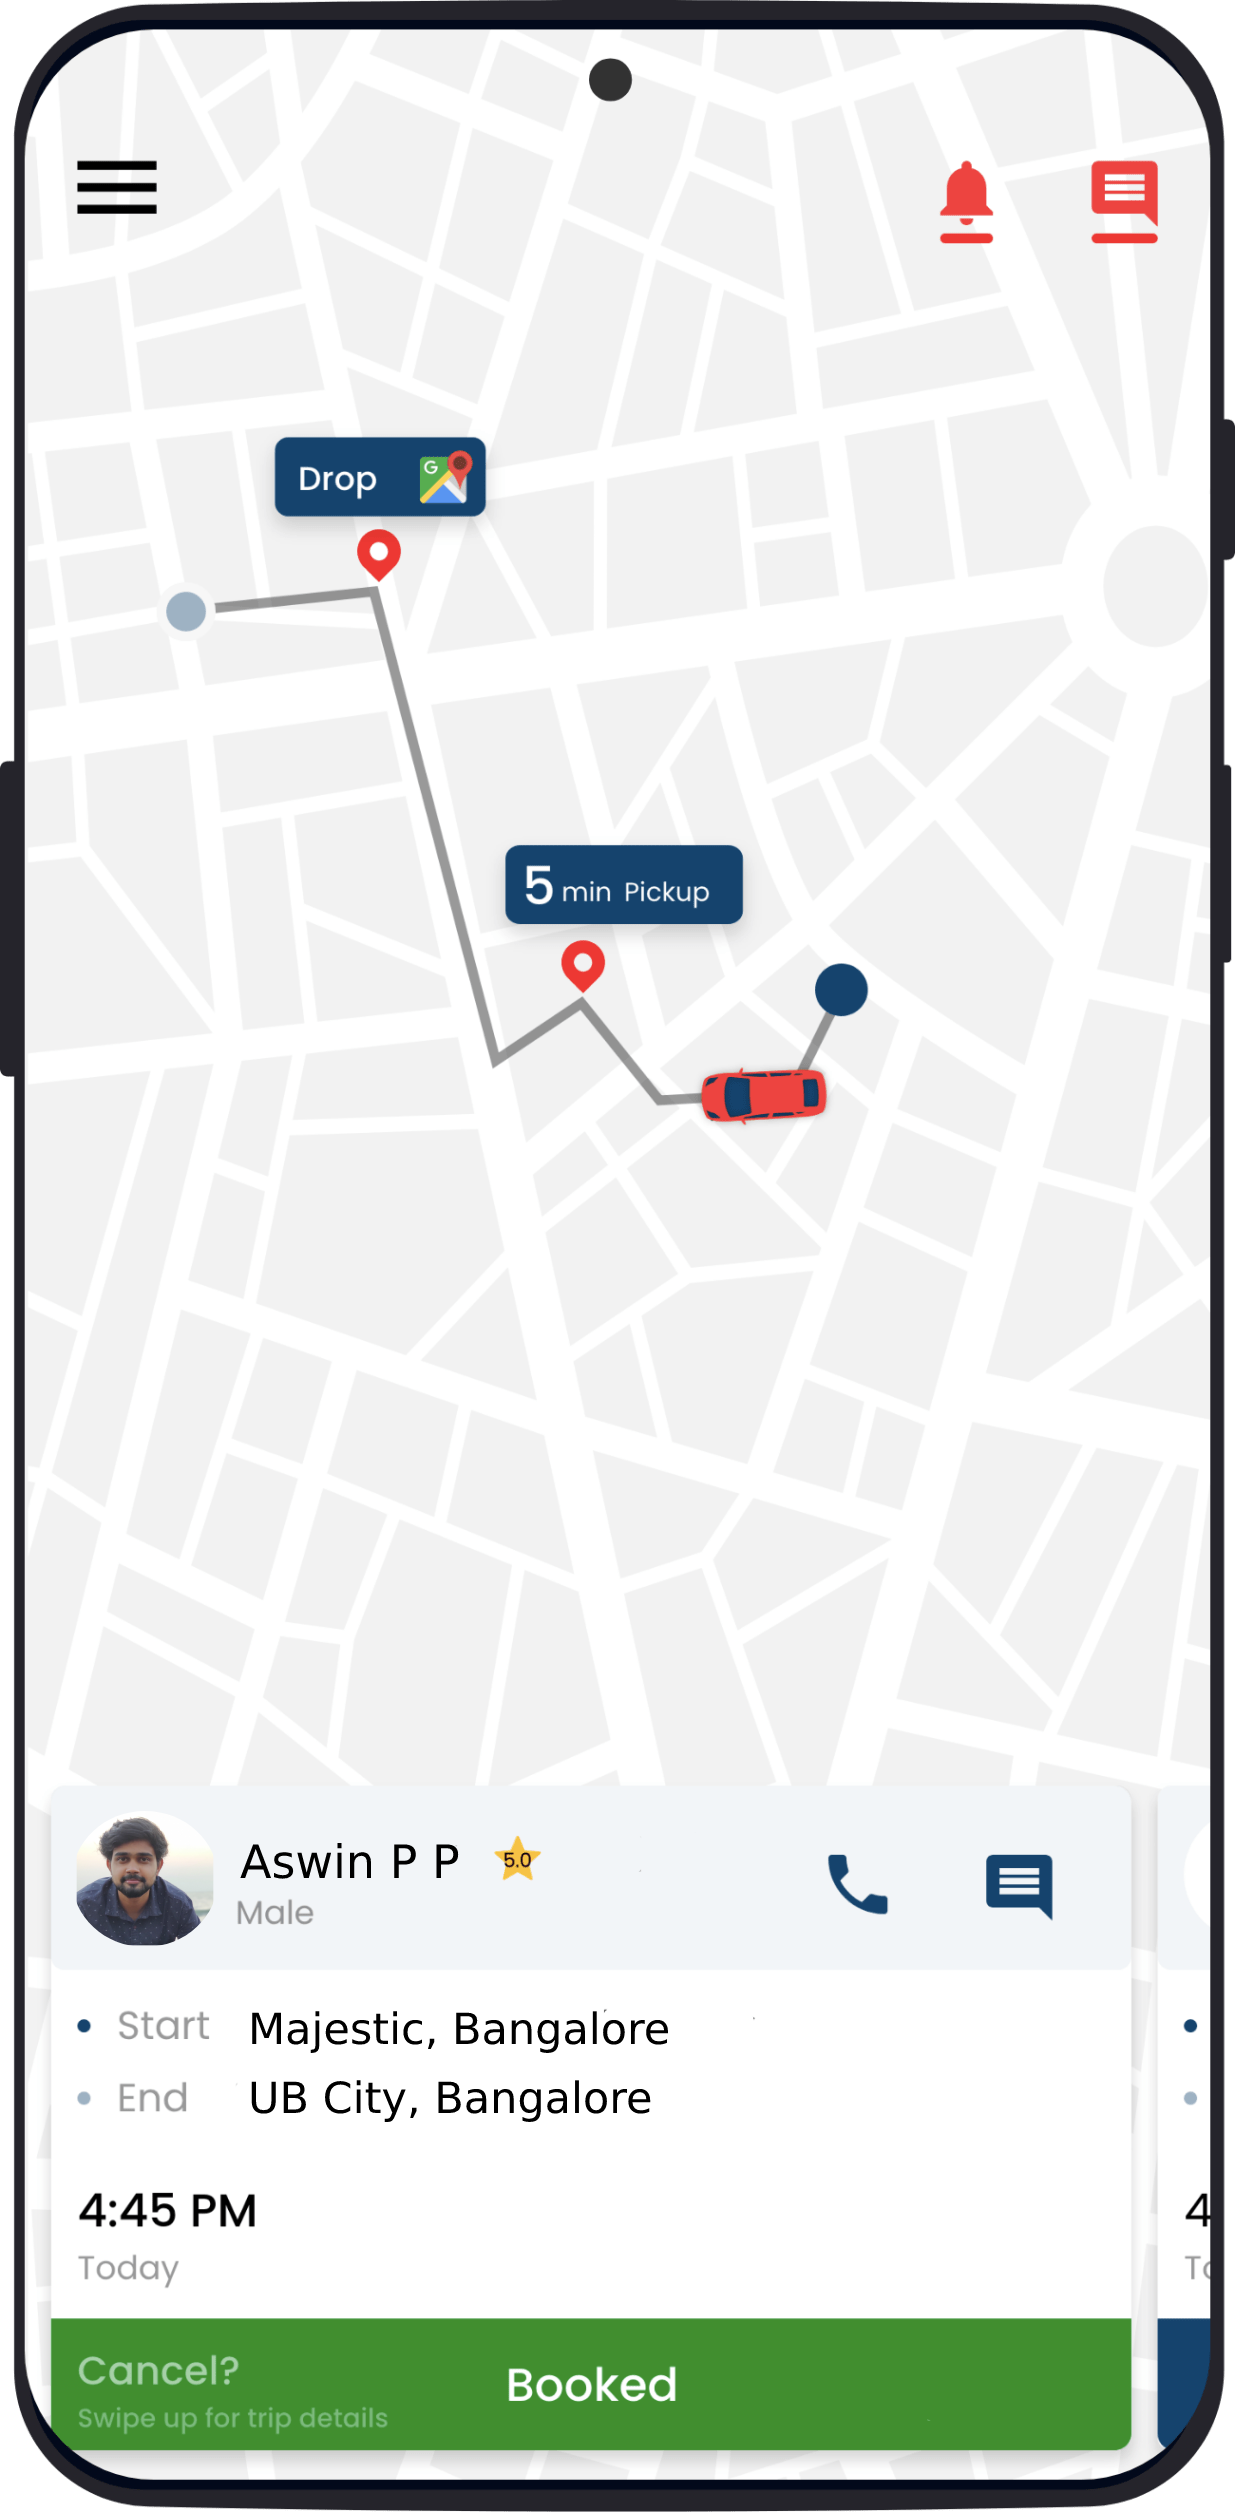 Drop
G
5 min Pickup
Aswin P P 5.0
Male
Start Majestic, Bangalore
End UB City, Bangalore
4:45 PM
Today
Cancel?
Booked
Swipe up for trip details
4